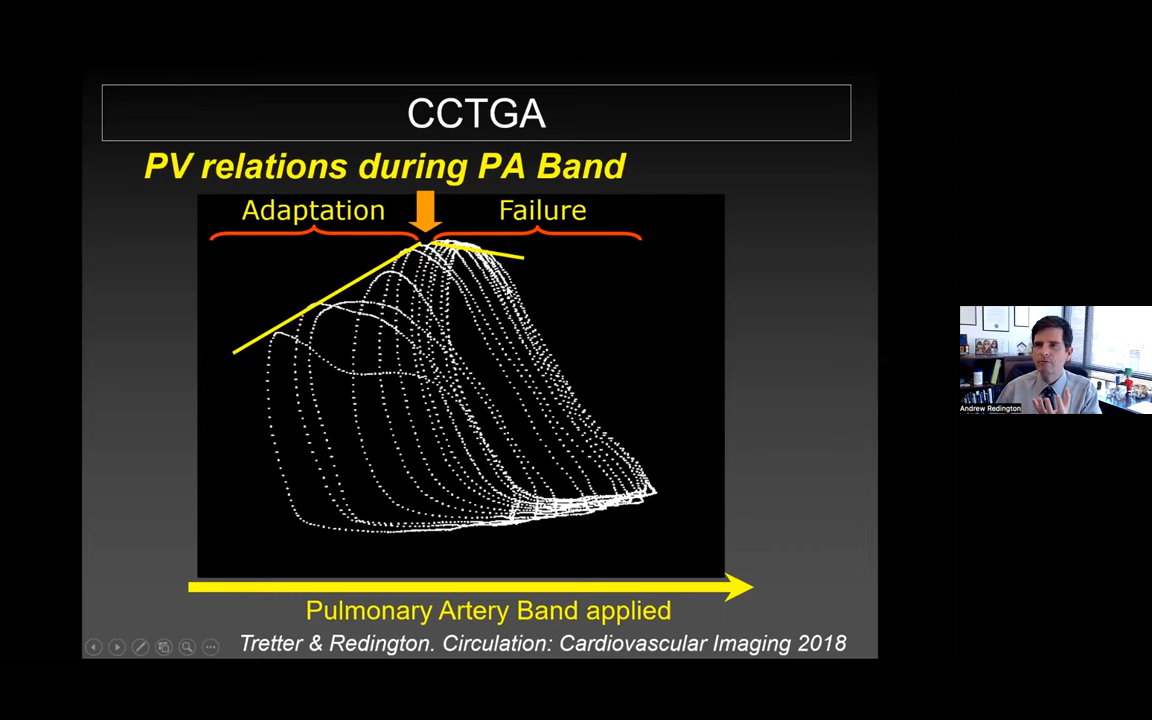 CCTGA
PV relations during PA Band
Adaptation
Failure
Pulmonary Artery Band applied
Tretter & Redington. Circulation: Cardiovascular Imaging 2018
Andrew Redington